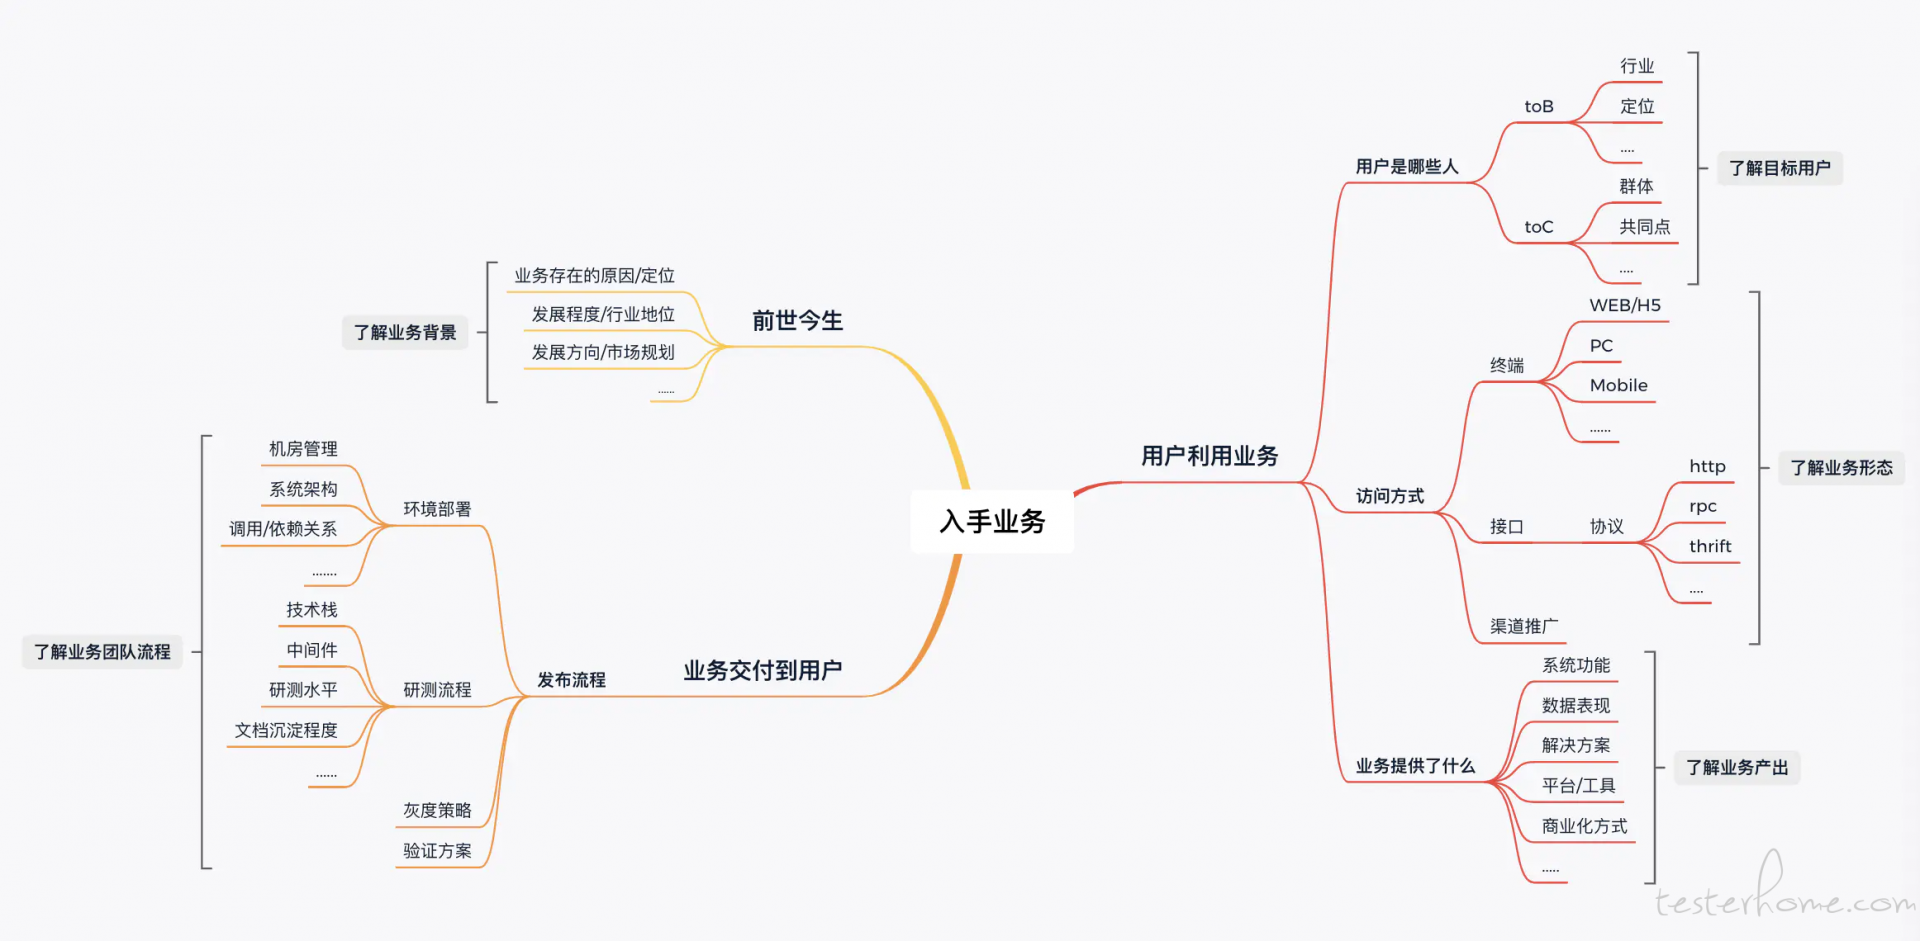 入手业务
用户利用业务
用户是哪些人
toB
行业
定位
....
toC
群体
共同点
....
了解目标用户
访问方式
终端
WEB/H5
PC
Mobile
......
接口
协议
http
rpc
thrift
....
渠道推广
了解业务形态
业务提供了什么
系统功能
数据表现
解决方案
平台/工具
商业化方式
.....
了解业务产出
前世今生
业务存在的原因/定位
发展程度/行业地位
发展方向/市场规划
......
了解业务背景
业务交付到用户
发布流程
环境部署
机房管理
系统架构
调用/依赖关系
.......
研测流程
技术栈
中间件
研测水平
文档沉淀程度
......
灰度策略
验证方案
了解业务团队流程
testerhome.com